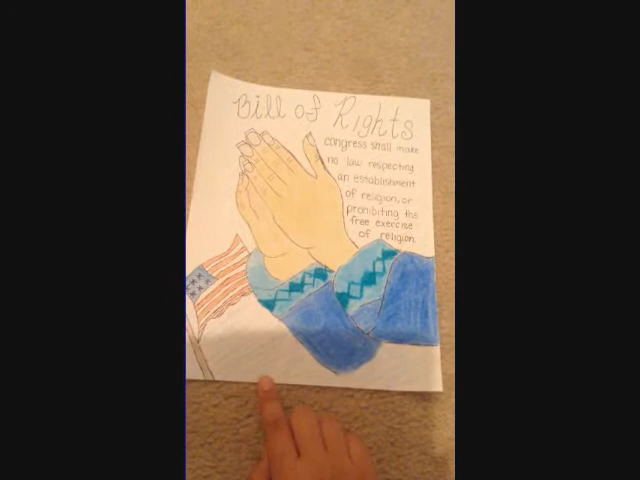 Bill of Rights
congress shall make
no law respecting
an establishment
of religion, or
prohibiting the
free exercise
of religion.